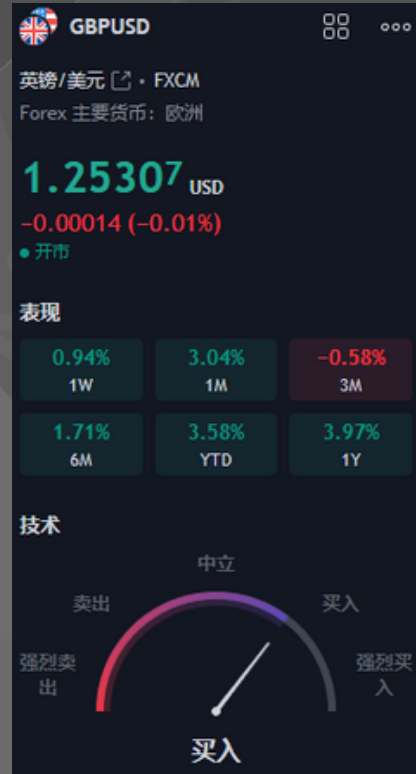 GBPUSD
英镑/美元 · FXCM
Forex 主要货币：欧洲
1.25307 USD
−0.00014 (−0.01%)
开市
表现
0.94% 3.04% −0.58%
1W 1M 3M
1.71% 3.58% 3.97%
6M YTD 1Y
技术
中立
卖出 买入
强烈卖 强烈买
出 入
买入